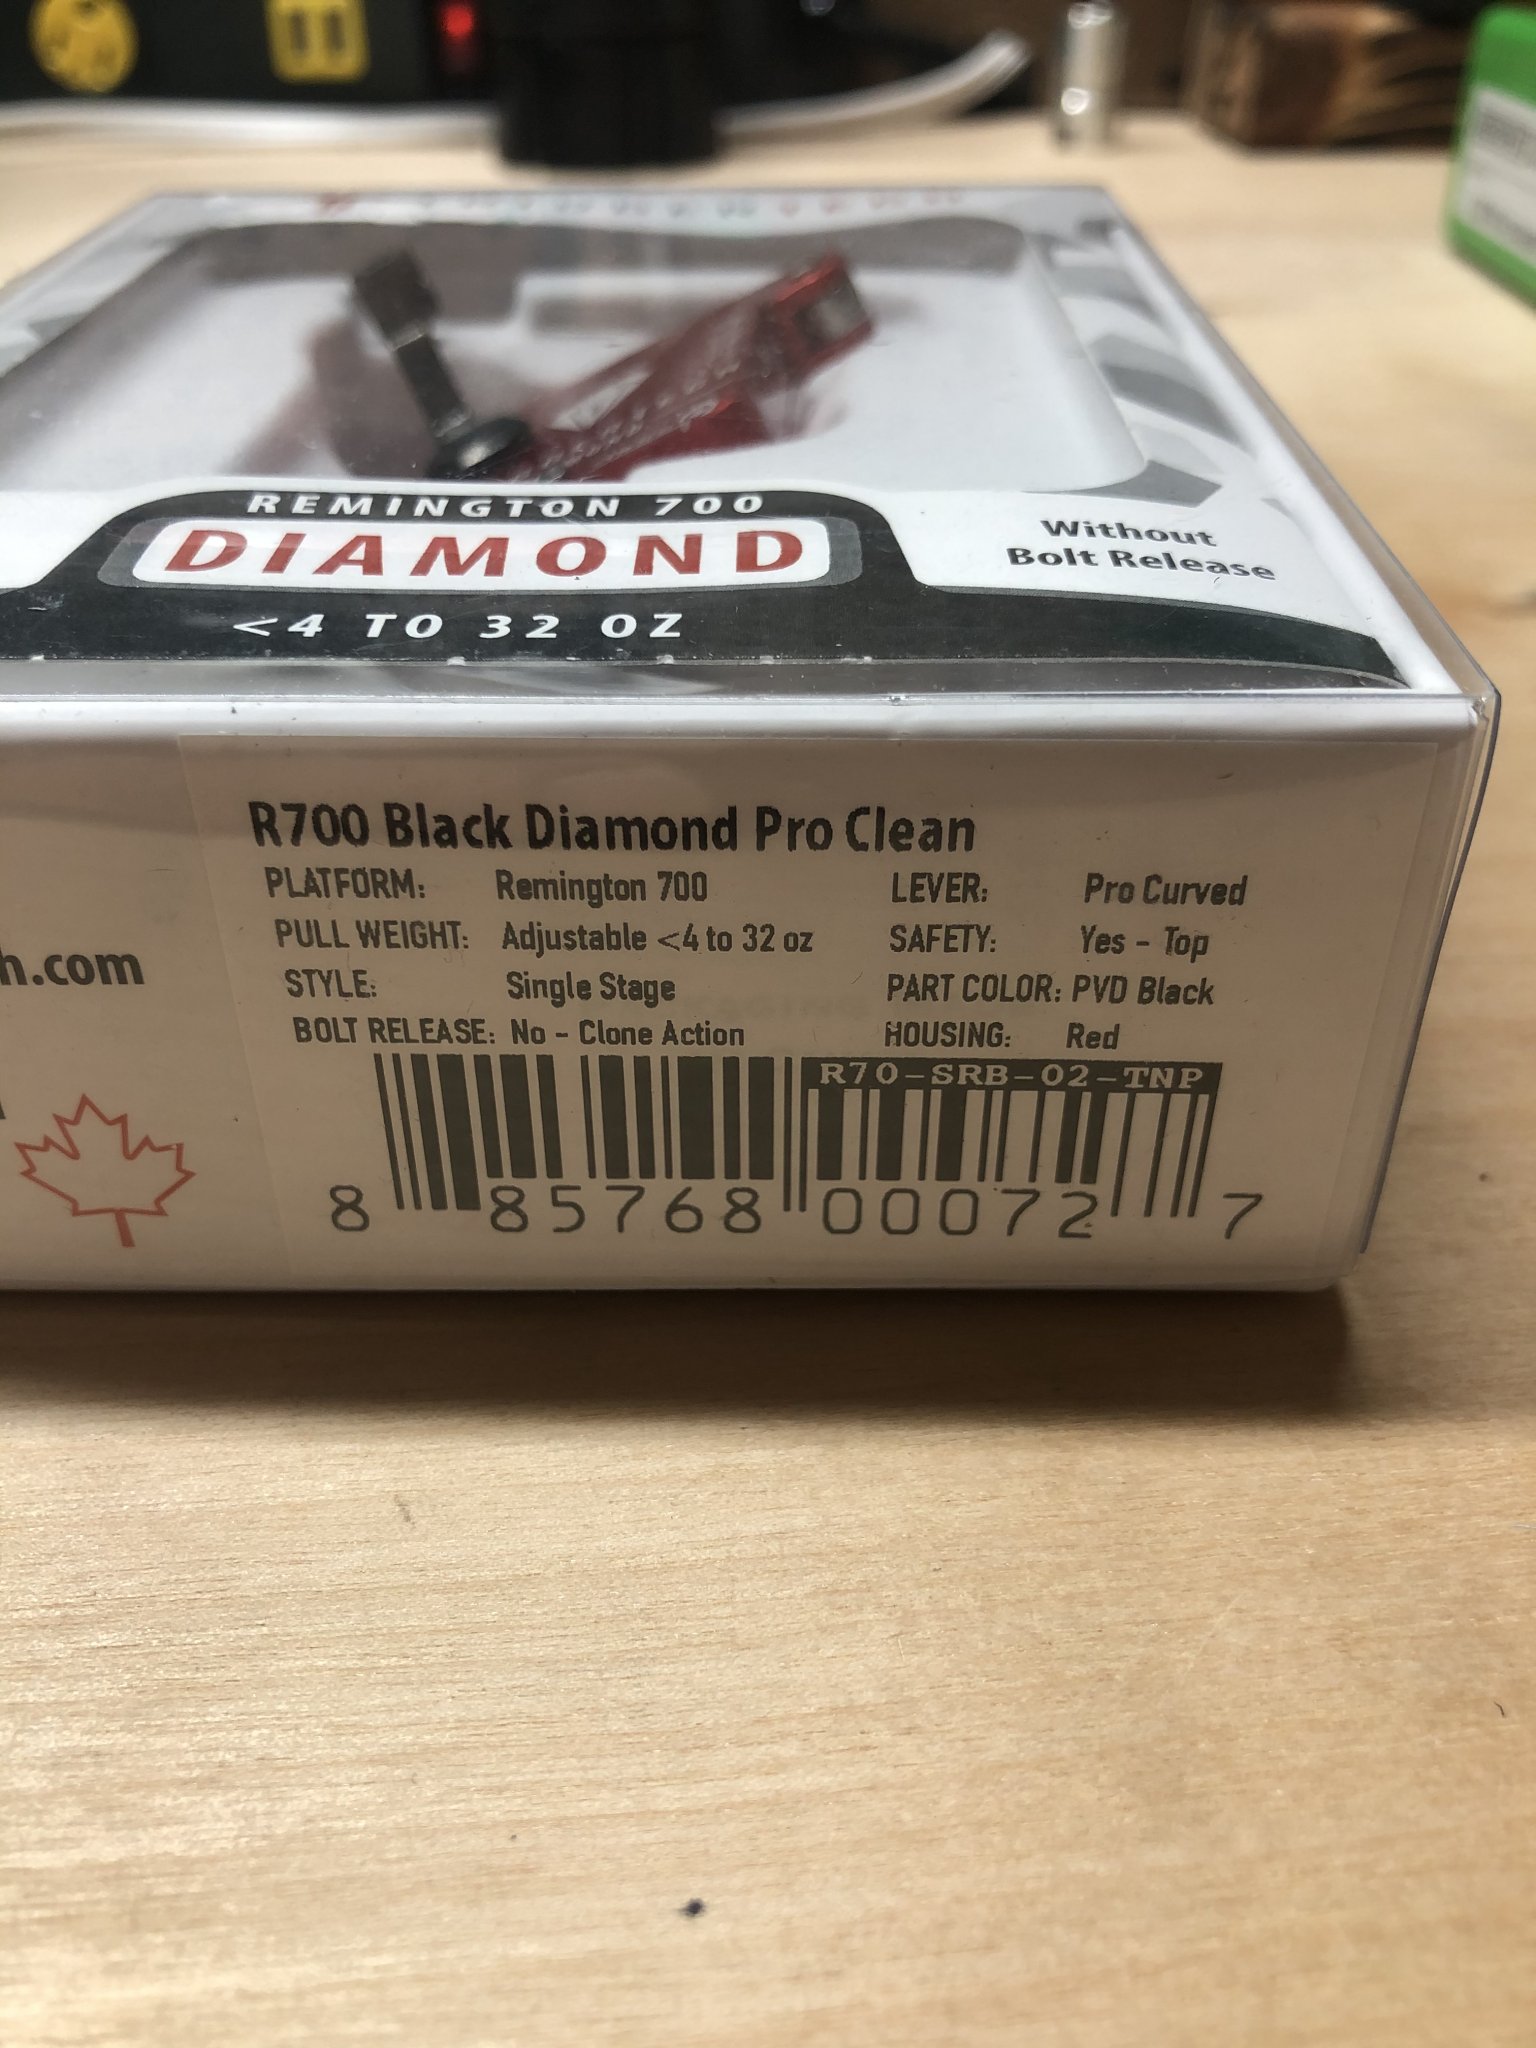 REMINGTON 700
DIAMOND
<4 TO 32 OZ
Without
Bolt Release
R700 Black Diamond Pro Clean
PLATFORM: Remington 700 LEVER: Pro Curved
PULL WEIGHT: Adjustable <4 to 32 oz SAFETY: Yes - Top
STYLE: Single Stage PART COLOR: PVD Black
BOLT RELEASE: No - Clone Action HOUSING: Red
R70-SRB-02-TNP
8 85768 00072 7
h.com